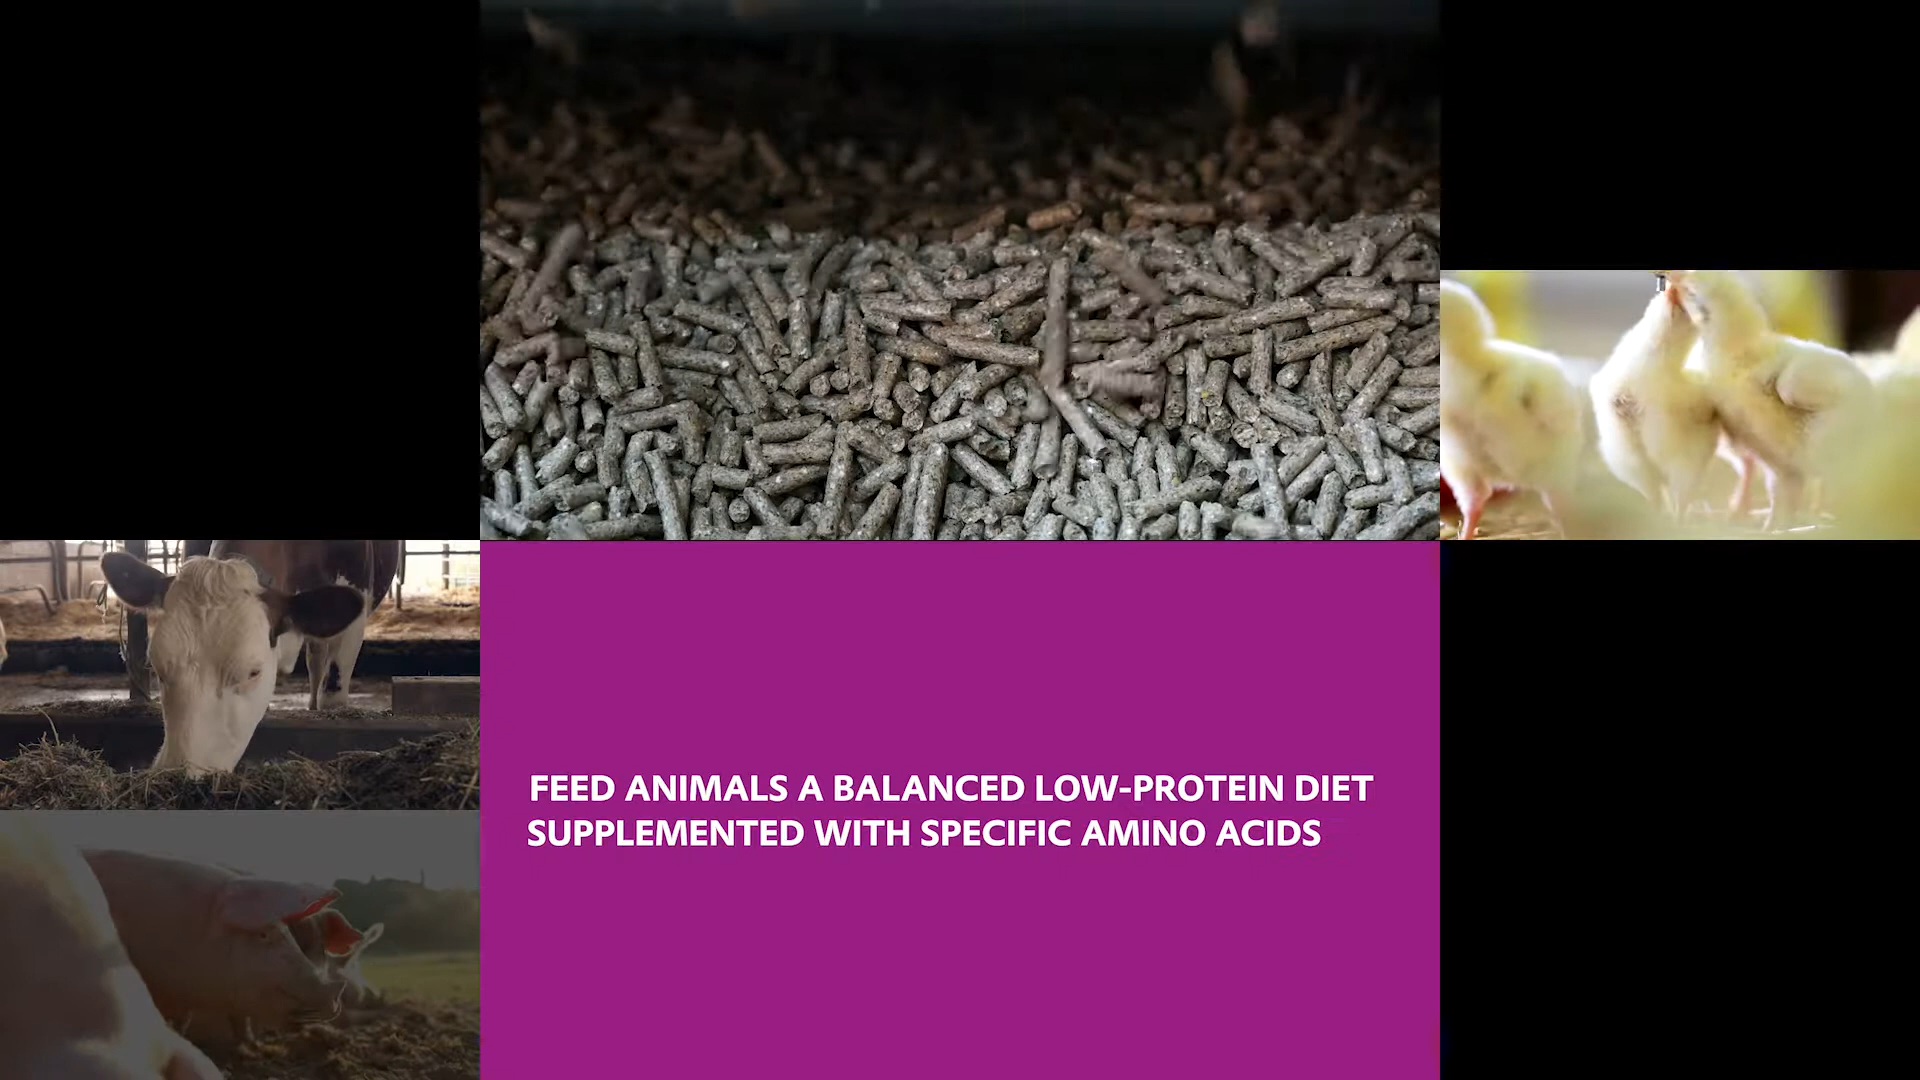 FEED ANIMALS A BALANCED LOW-PROTEIN DIET
SUPPLEMENTED WITH SPECIFIC AMINO ACIDS